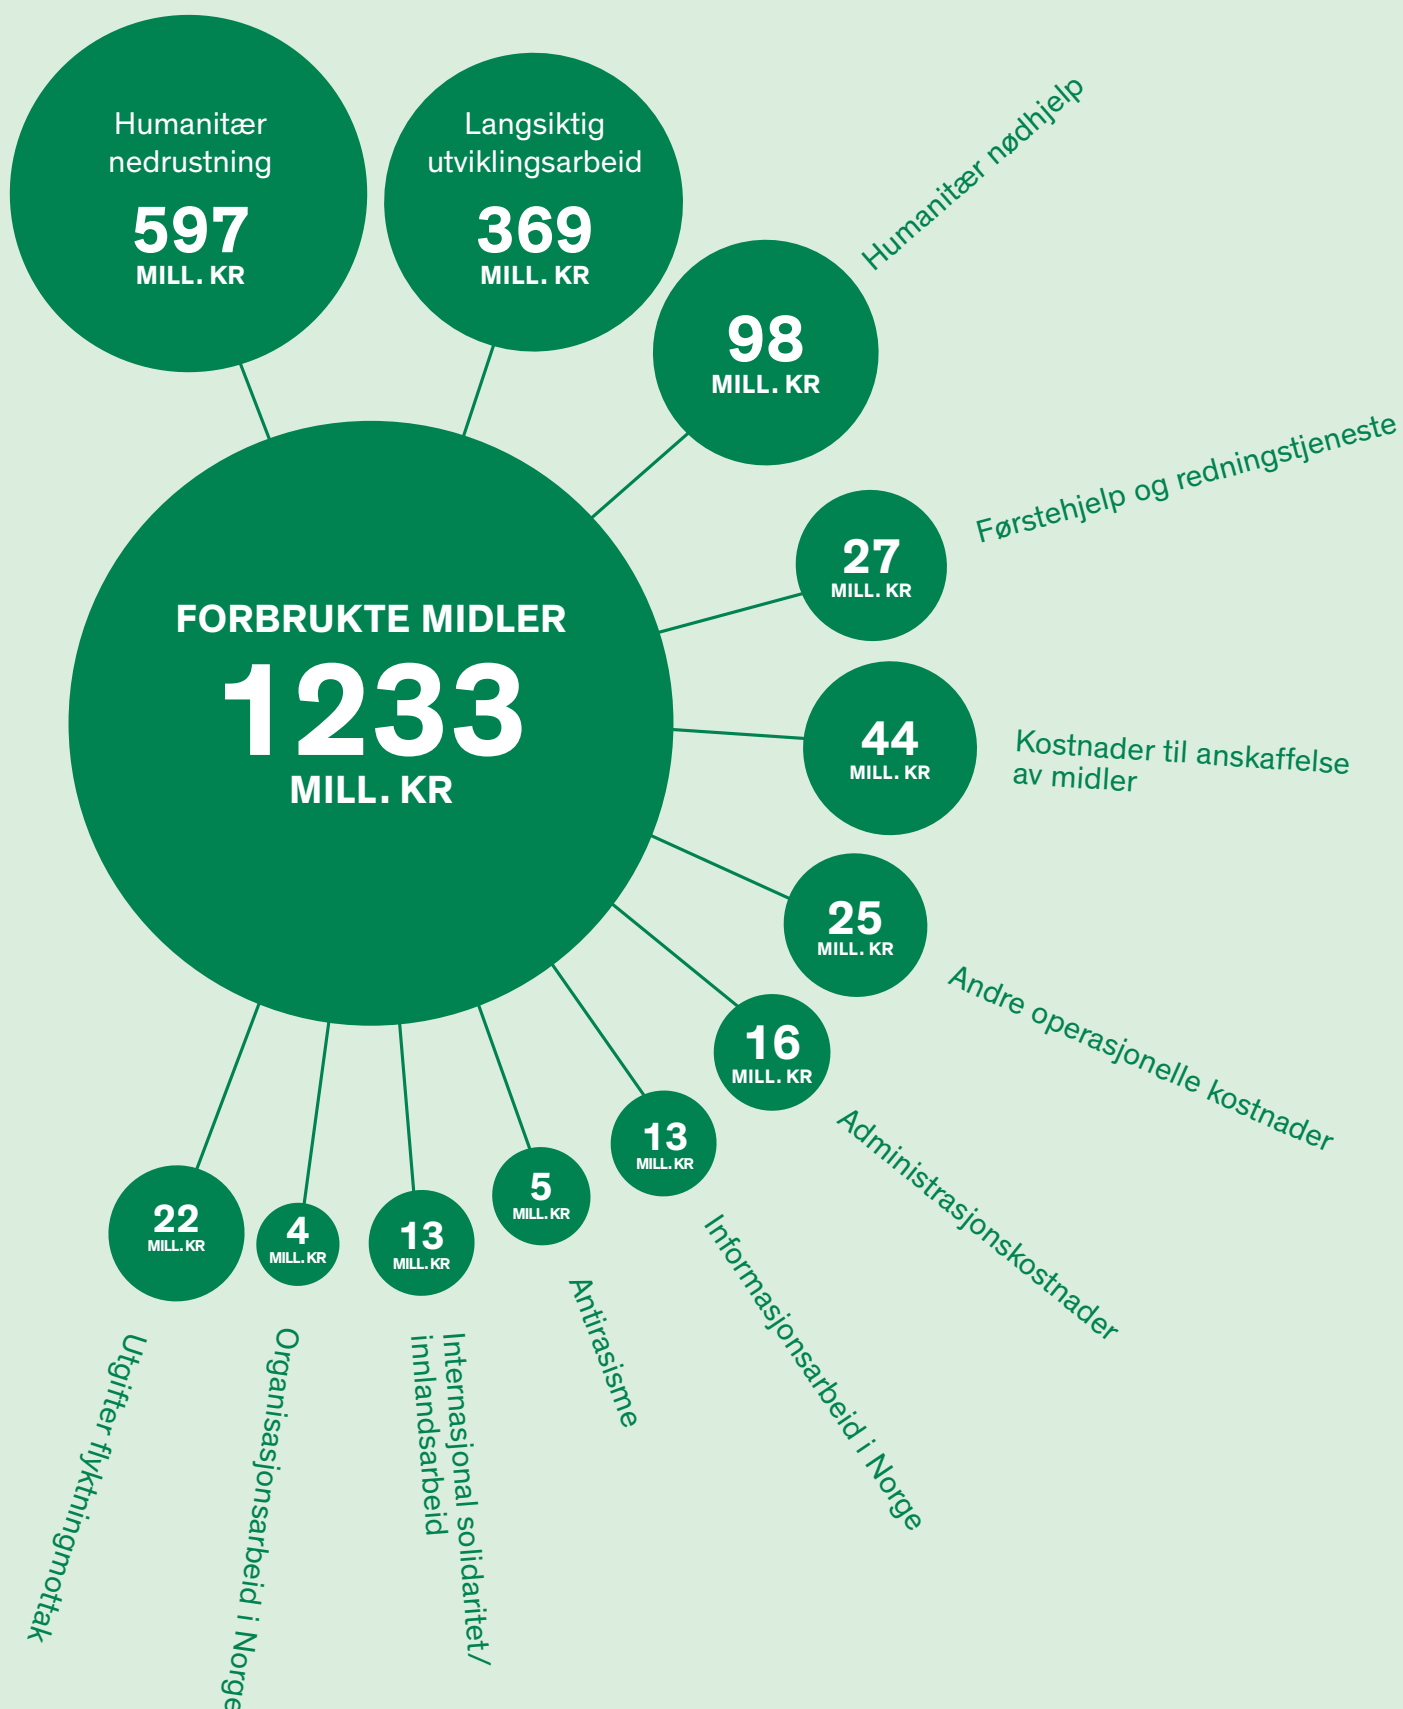 Humanitær
nedrustning
597
MILL. KR
Langsiktig
utviklingsarbeid
369
MILL. KR
Humanitær nødhjelp
98
MILL. KR
Førstehjelp og redningstjeneste
27
MILL. KR
FORBRUKTE MIDLER
1233
MILL. KR
44
MILL. KR
Kostnader til anskaffelse
av midler
25
MILL. KR
Andre operasjonelle kostnader
16
MILL. KR
Administrasjonskostnader
13
MILL. KR
Informasjonsarbeid i Norge
5
MILL. KR
Antirasisme
13
MILL. KR
Internasjonal solidaritet/
innlandsarbeid
4
MILL. KR
Organisasjonsarbeid i Norge
22
MILL. KR
Utgifter flyktningmottak